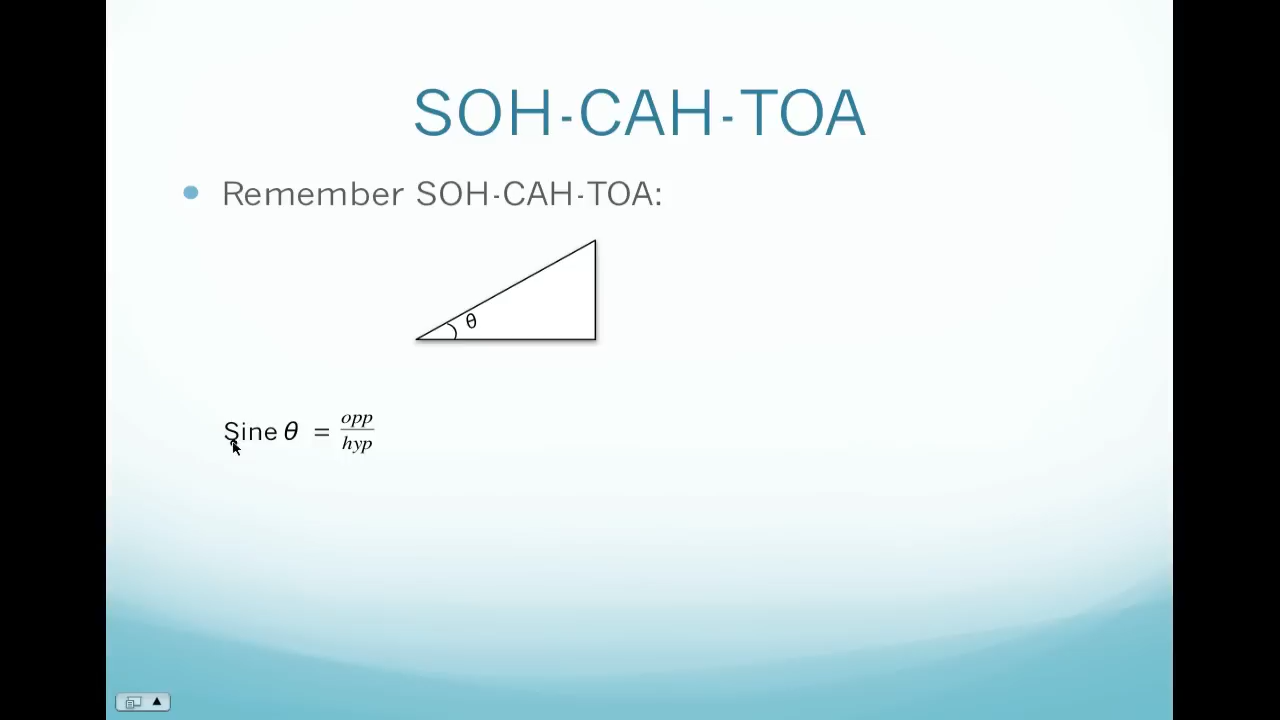 SOH-CAH-TOA
Remember SOH-CAH-TOA:
θ
Sine θ = opp/hyp